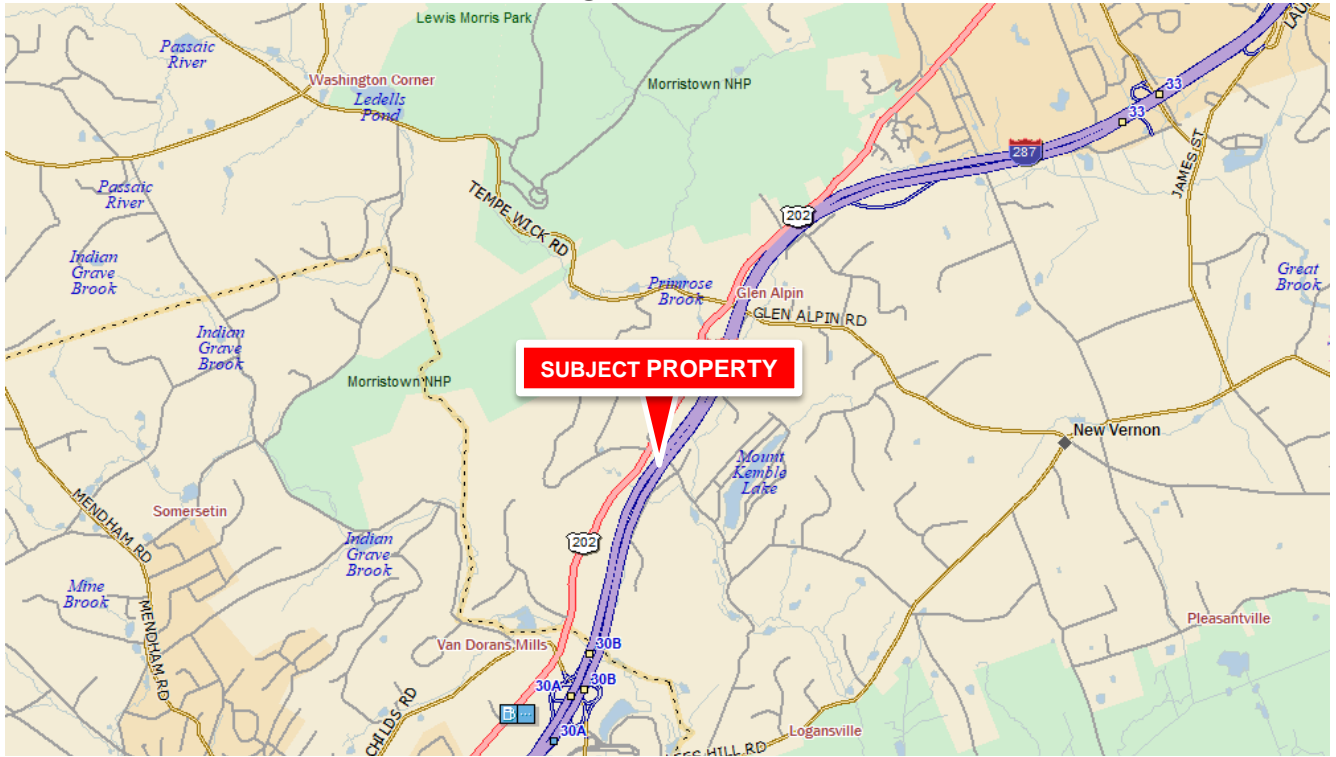 Lewis Morris Park
Passaic
River
Washington Corner
Ledells
Pond
Morristown NHP
33
33
287
JAMES ST
TEMPE WICK RD
Passaic
River
202
Indian
Grave
Brook
Primrose
Brook
Glen Alpin
Great
Brook
GLEN ALPIN RD
Indian
Grave
Brook
SUBJECT PROPERTY
Morristown NHP
New Vernon
Mount
Kemble
Lake
MENDHAM RD
Somersetin
202
Indian
Grave
Brook
Mine
Brook
MENDHAM RD
Pleasantville
Van Dorans Mills
30B
30A
30B
30A
CHILDS RD
Logansville
HILL RD